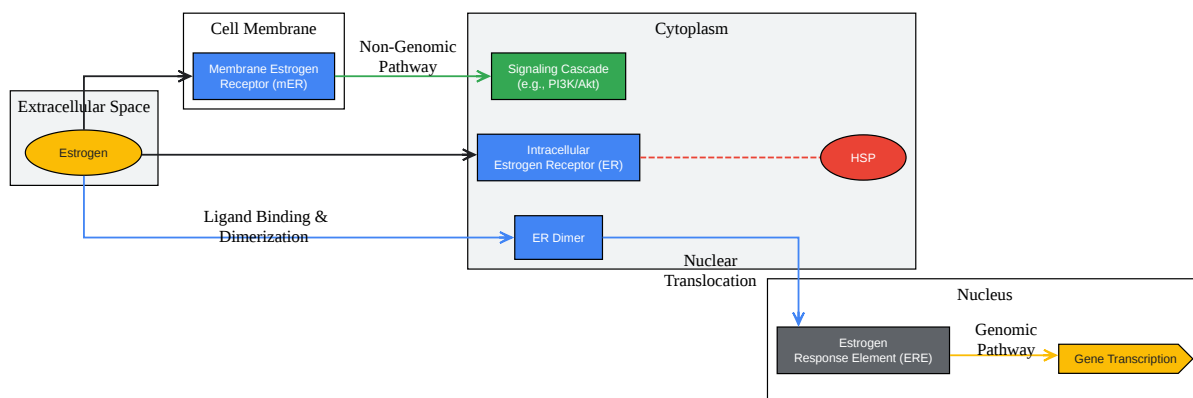 Cell Membrane
Membrane Estrogen
Receptor (mER)
Non-Genomic
Pathway
Cytoplasm
Signaling Cascade
(e.g., PI3K/Akt)
Extracellular Space
Estrogen
Intracellular
Estrogen Receptor (ER)
HSP
Ligand Binding &
Dimerization
ER Dimer
Nuclear
Translocation
Nucleus
Estrogen
Response Element (ERE)
Genomic
Pathway
Gene Transcription